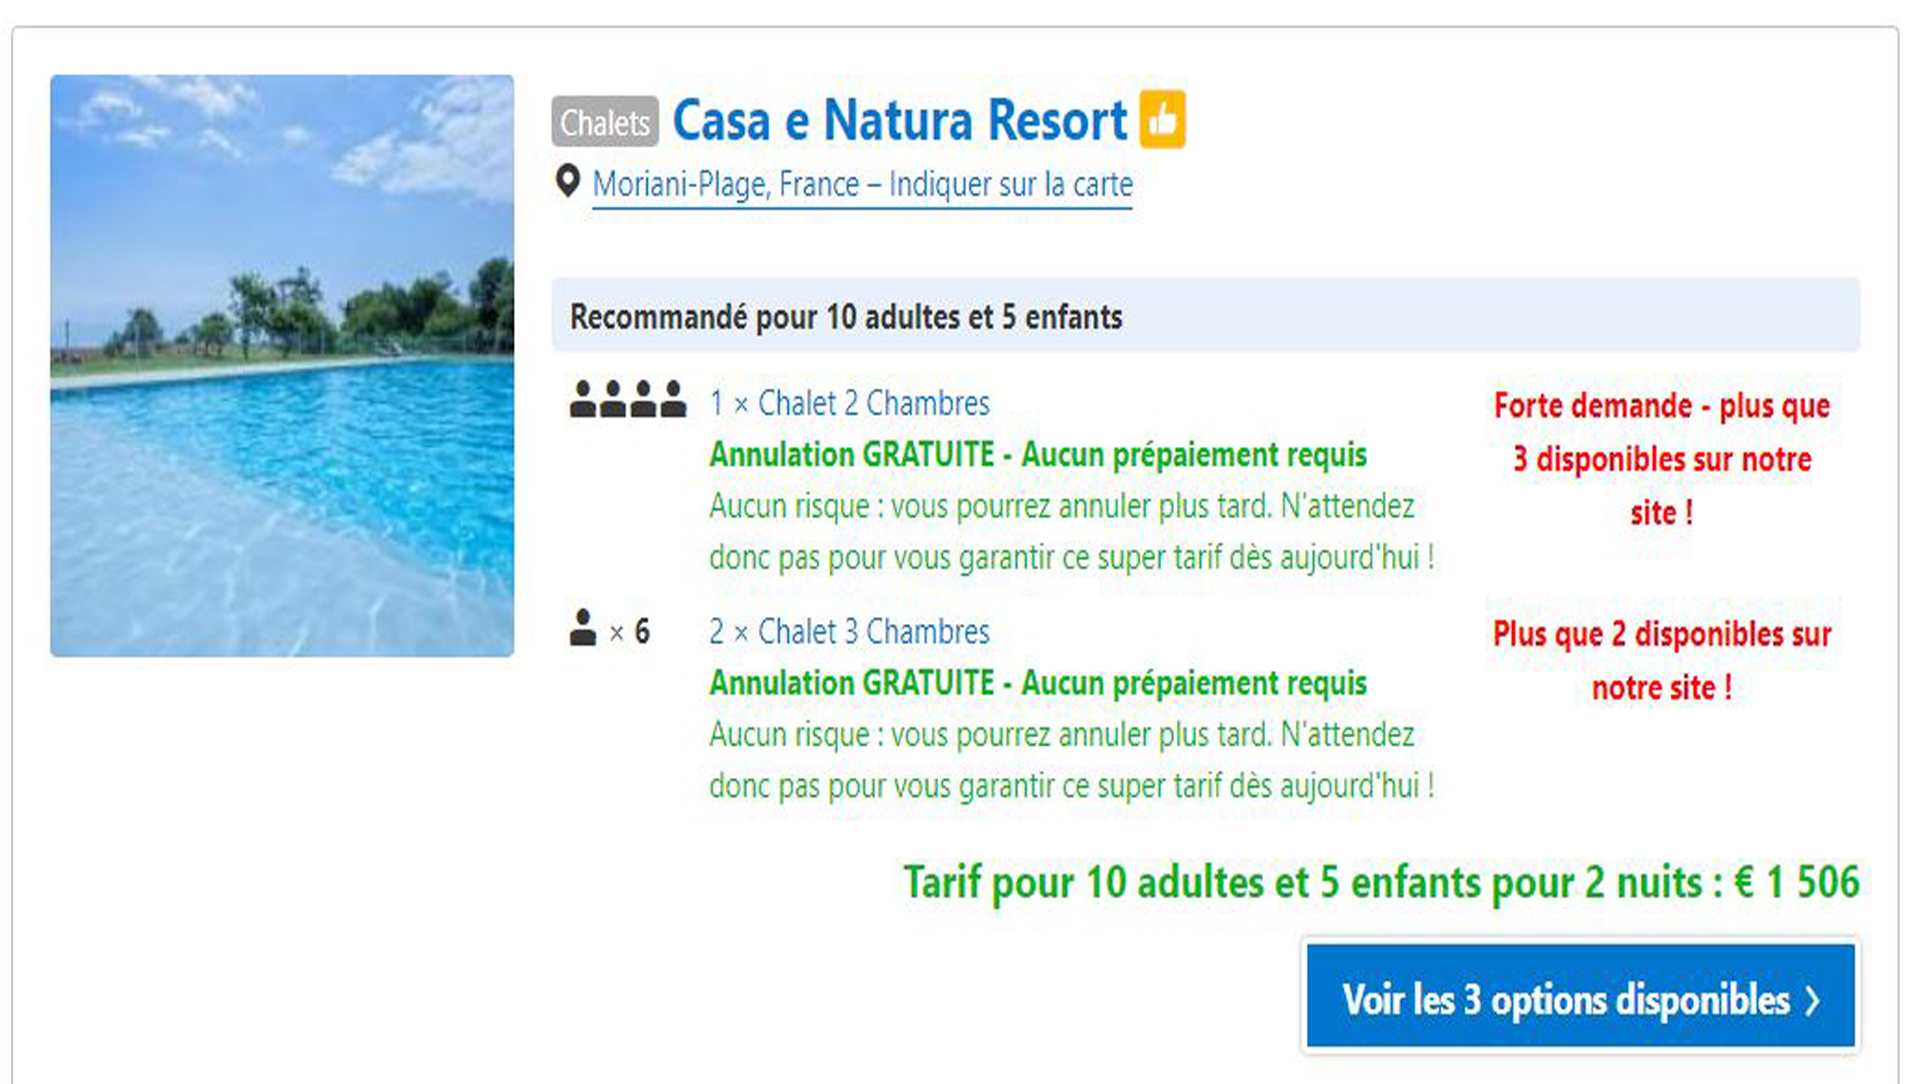 Chalets Casa e Natura Resort
Moriani-Plage, France – Indiquer sur la carte
Recommandé pour 10 adultes et 5 enfants
1 × Chalet 2 Chambres
Annulation GRATUITE - Aucun prépaiement requis
Aucun risque : vous pourrez annuler plus tard. N'attendez
donc pas pour vous garantir ce super tarif dès aujourd'hui !
Forte demande - plus que
3 disponibles sur notre
site !
× 6
2 × Chalet 3 Chambres
Annulation GRATUITE - Aucun prépaiement requis
Aucun risque : vous pourrez annuler plus tard. N'attendez
donc pas pour vous garantir ce super tarif dès aujourd'hui !
Plus que 2 disponibles sur
notre site !
Tarif pour 10 adultes et 5 enfants pour 2 nuits : € 1 506
Voir les 3 options disponibles